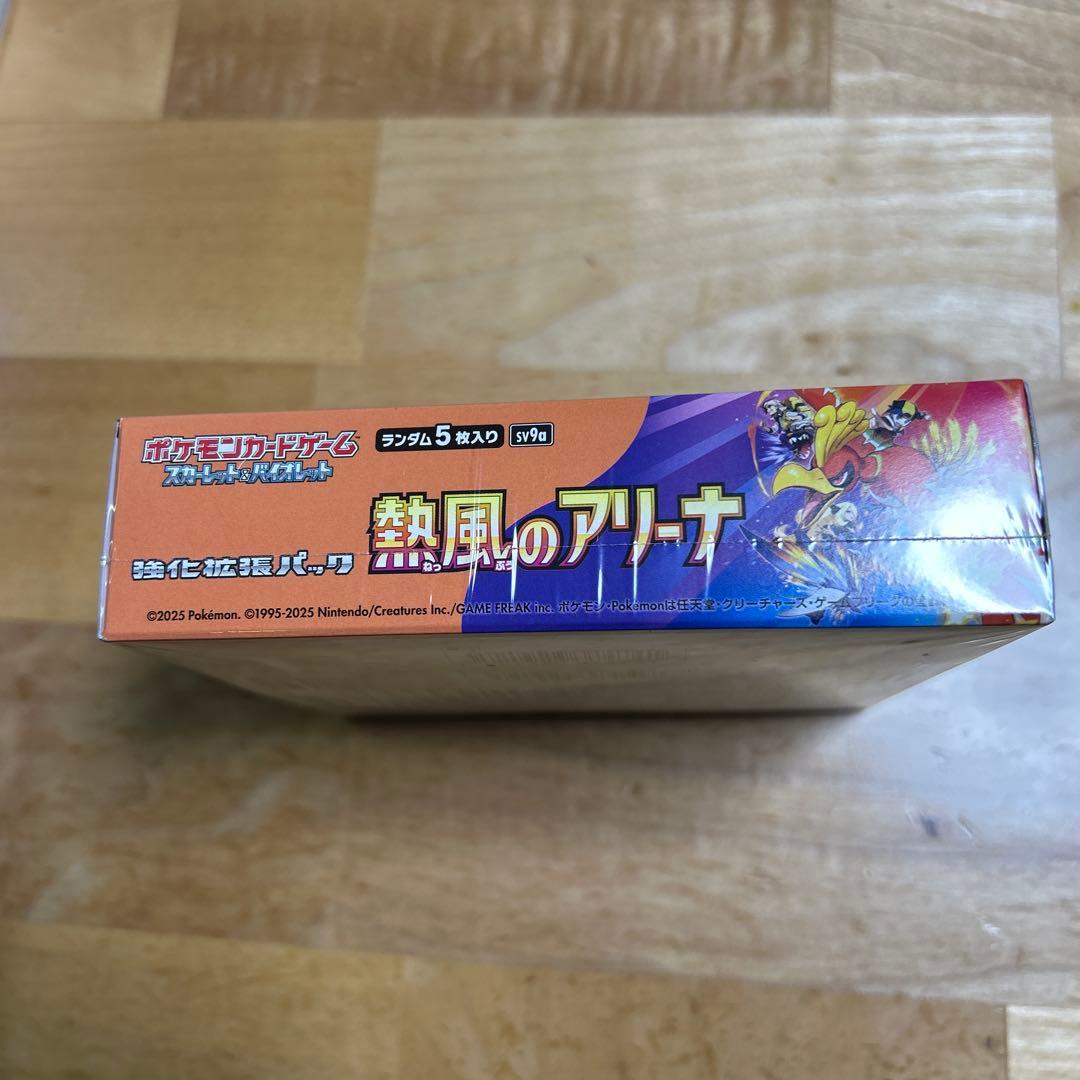 ポケモンカードゲーム
スカーレット&バイオレット
ランダム5枚入り
sv9a
強化拡張パック
熱風のアリーナ
ねっ ぷう
©2025 Pokémon. ©1995-2025 Nintendo/Creatures Inc./GAME FREAK inc. ポケモン・Pokémonは任天堂・クリーチャーズ・ゲームフリークの登録